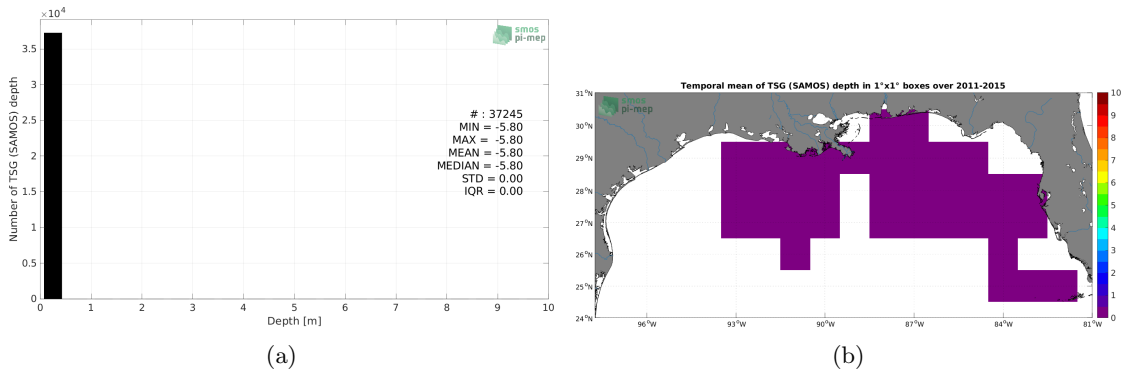 ×10⁴
smos
pi-mep
3.5
3
2.5
2
1.5
1
0.5
0
Number of TSG (SAMOS) depth
# : 37245
MIN = -5.80
MAX = -5.80
MEAN = -5.80
MEDIAN = -5.80
STD = 0.00
IQR = 0.00
0 1 2 3 4 5 6 7 8 9 10
Depth [m]
(a)
Temporal mean of TSG (SAMOS) depth in 1°x1° boxes over 2011-2015
smos
pi-mep
31°N
30°N
29°N
28°N
27°N
26°N
25°N
24°N
96°W 93°W 90°W 87°W 84°W 81°W
10
9
8
7
6
5
4
3
2
1
0
(b)